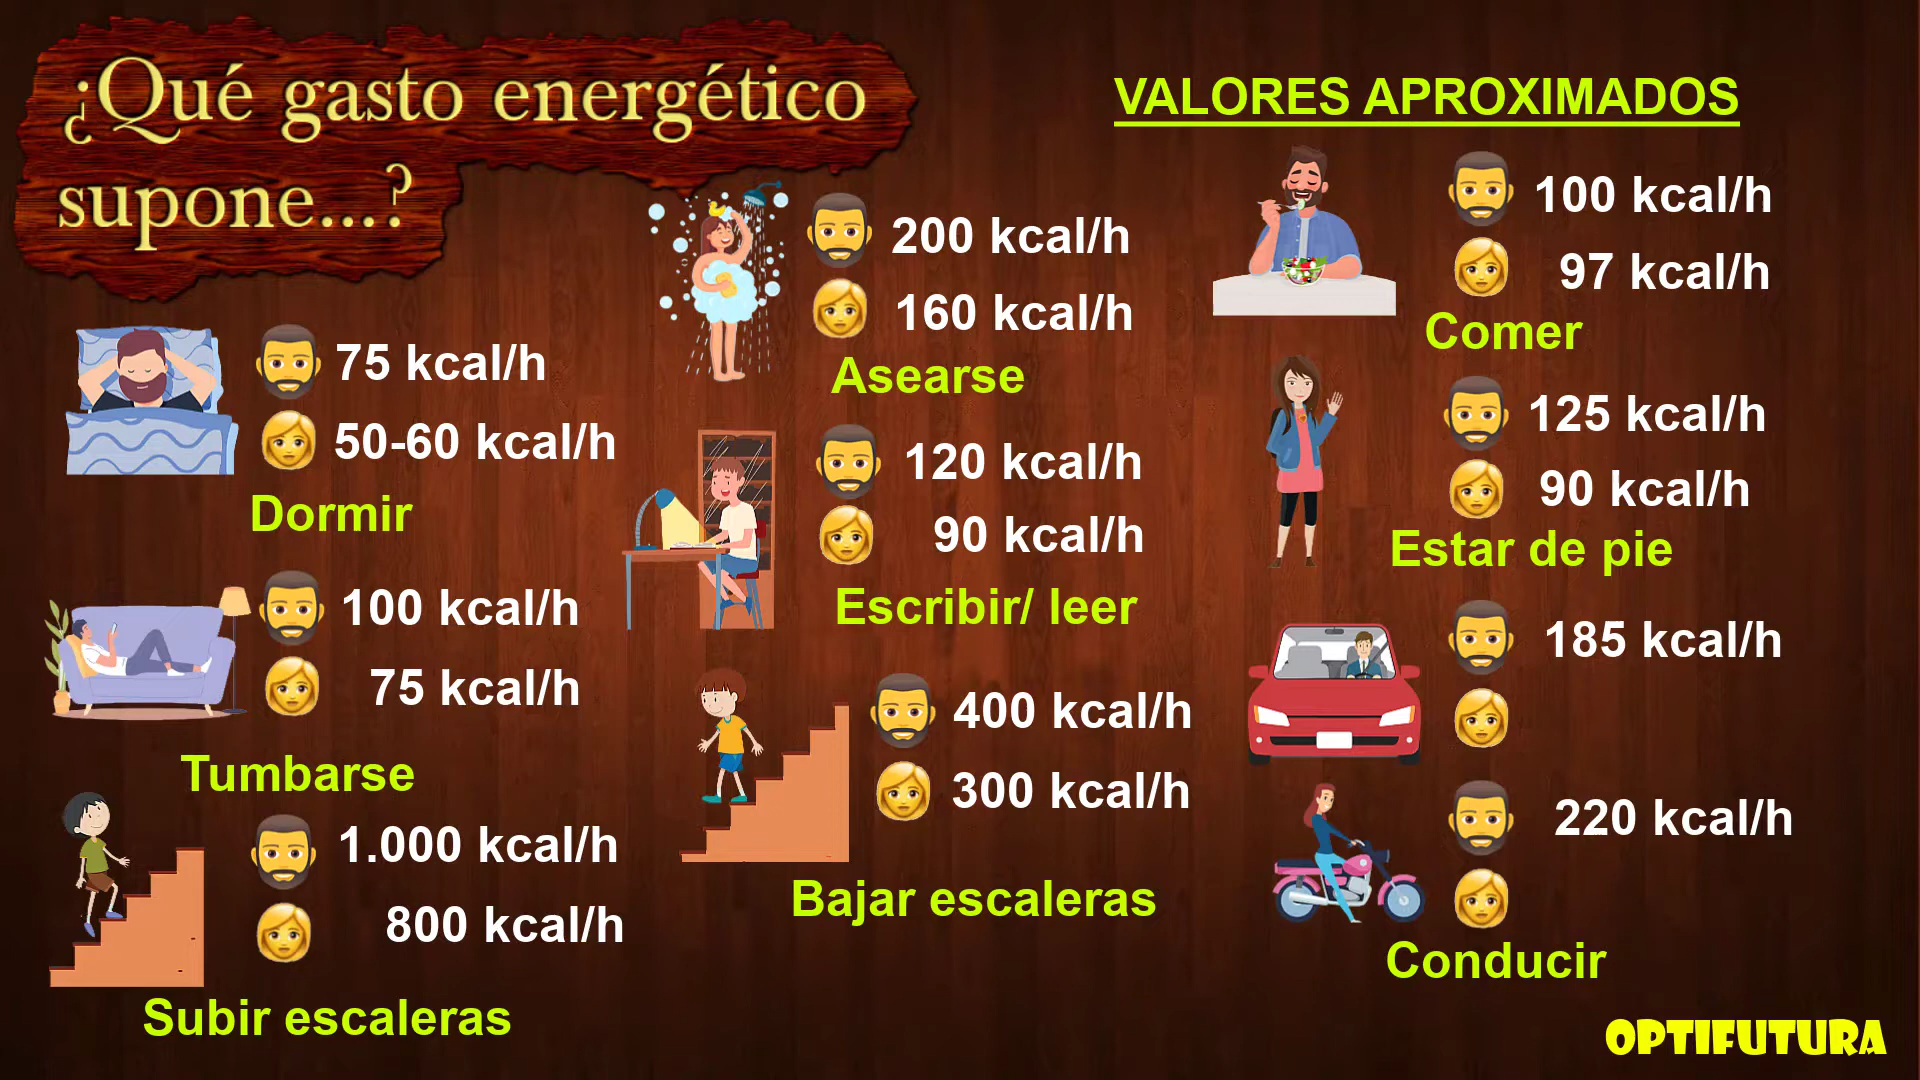 ¿Qué gasto energético
supone...?
VALORES APROXIMADOS
75 kcal/h
50-60 kcal/h
Dormir
100 kcal/h
75 kcal/h
Tumbarse
1.000 kcal/h
800 kcal/h
Subir escaleras
200 kcal/h
160 kcal/h
Asearse
120 kcal/h
90 kcal/h
Escribir/ leer
400 kcal/h
300 kcal/h
Bajar escaleras
100 kcal/h
97 kcal/h
Comer
125 kcal/h
90 kcal/h
Estar de pie
185 kcal/h
220 kcal/h
Conducir
OPTIFUTURA